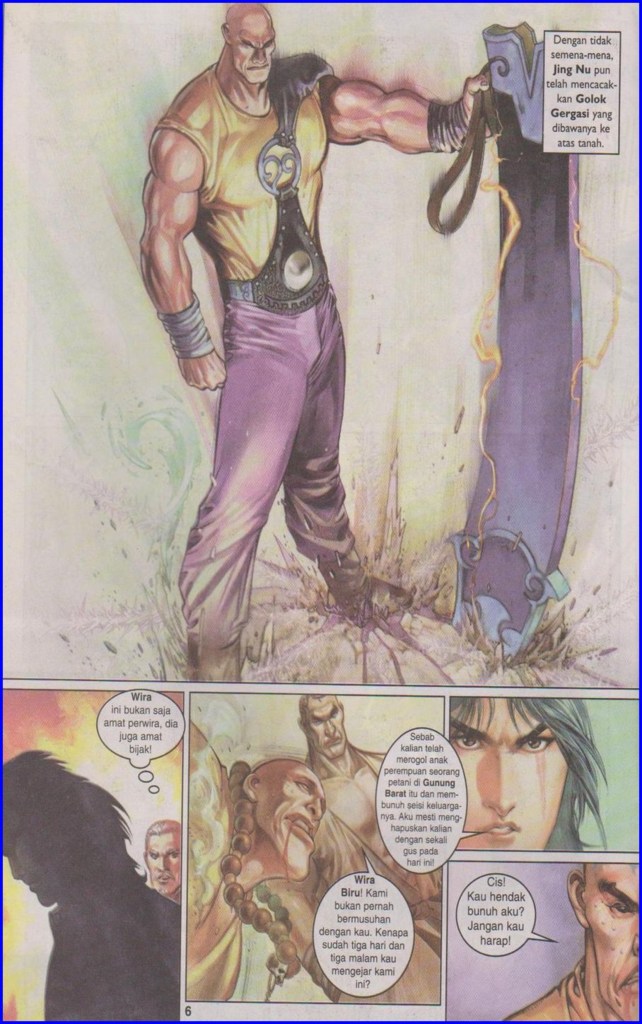 Dengan tidak
semena-mena,
Jing Nu pun
telah mencacak-
kan Golok
Gergasi yang
dibawanya ke
atas tanah.
Wira
ini bukan saja
amat perwira, dia
juga amat
bijak!
Wira
Biru! Kami
bukan pernah
bermusuhan
dengan kau. Kenapa
sudah tiga hari dan
tiga malam kau
mengejar kami
ini?
Sebab
kalian telah
merogol anak
perempuan seorang
petani di Gunung
Barat itu dan mem-
bunuh seisi keluarga-
nya. Aku mesti meng-
hapuskan kalian
dengan sekali
gus pada
hari ini!
Cis!
Kau hendak
bunuh aku?
Jangan kau
harap!
6